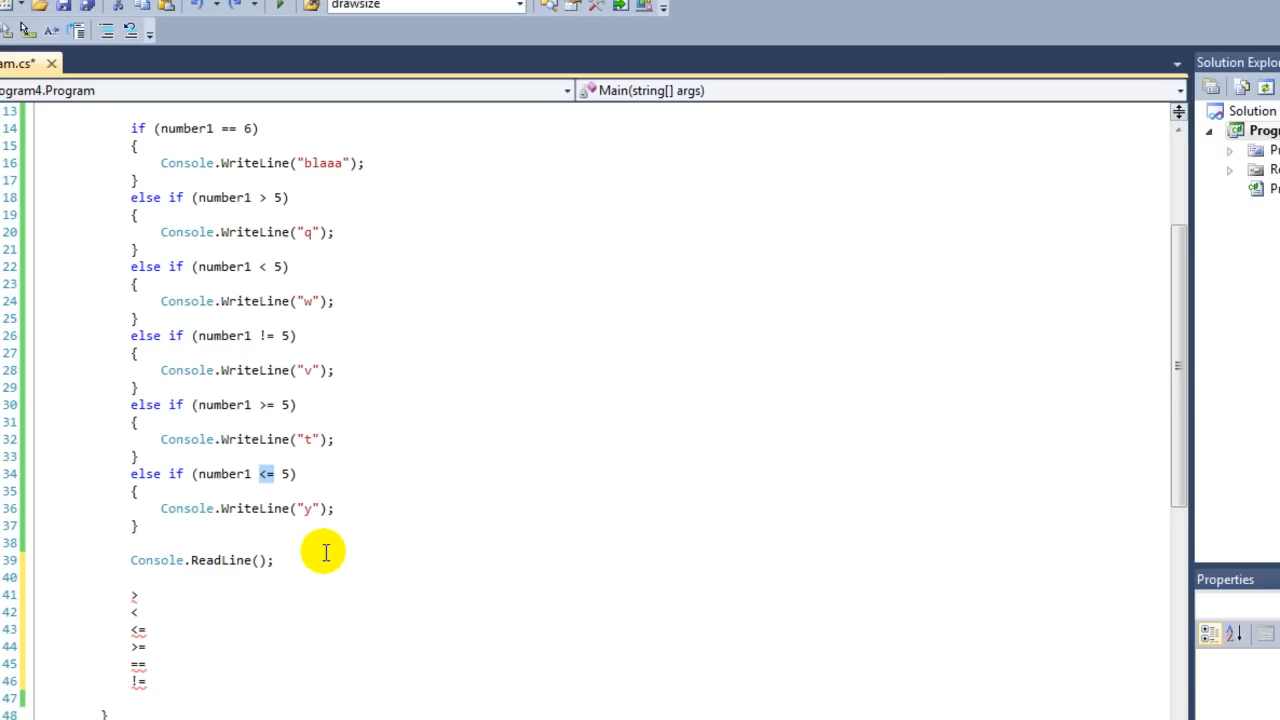 drawsize
am.cs*
Solution Explo
ogram4.Program
Main(string[] args)
Solution
Prog
P
Re
P
13
14 if (number1 == 6)
15 {
16 Console.WriteLine("blaaa");
17 }
18 else if (number1 > 5)
19 {
20 Console.WriteLine("q");
21 }
22 else if (number1 < 5)
23 {
24 Console.WriteLine("w");
25 }
26 else if (number1 != 5)
27 {
28 Console.WriteLine("v");
29 }
30 else if (number1 >= 5)
31 {
32 Console.WriteLine("t");
33 }
34 else if (number1 <= 5)
35 {
36 Console.WriteLine("y");
37 }
38
39 Console.ReadLine();
40
41 >
42 <
43 <=
44 >=
45 ==
46 !=
47
48 }
Properties